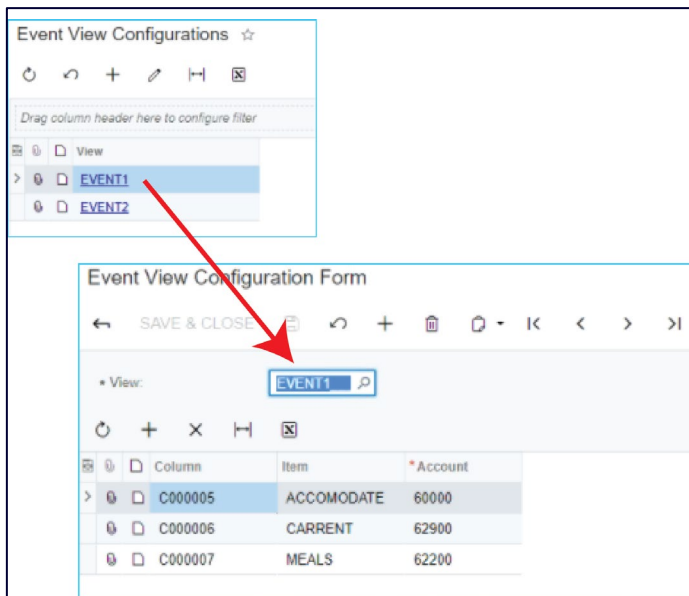 Event View Configurations
Drag column header here to configure filter
View
EVENT1
EVENT2
Event View Configuration Form
SAVE & CLOSE
* View: EVENT1
Column Item * Account
C000005 ACCOMODATE 60000
C000006 CARRENT 62900
C000007 MEALS 62200